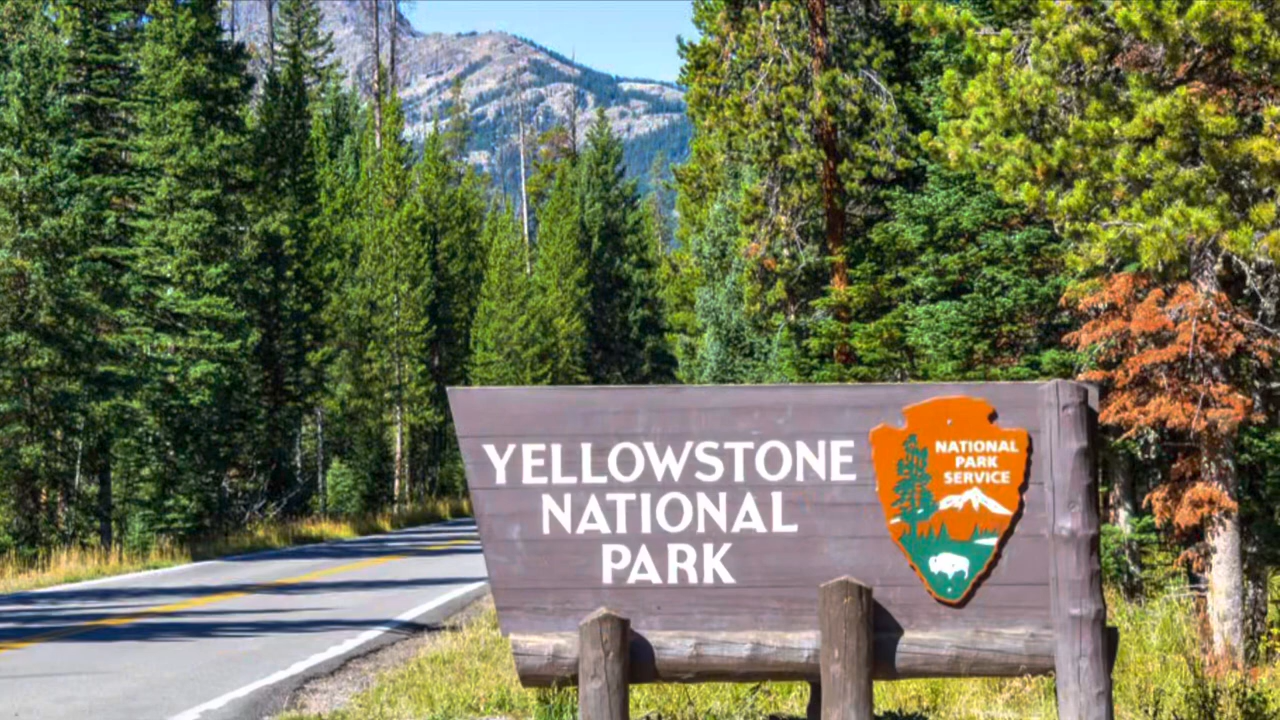 YELLOWSTONE
NATIONAL
PARK
NATIONAL
PARK
SERVICE